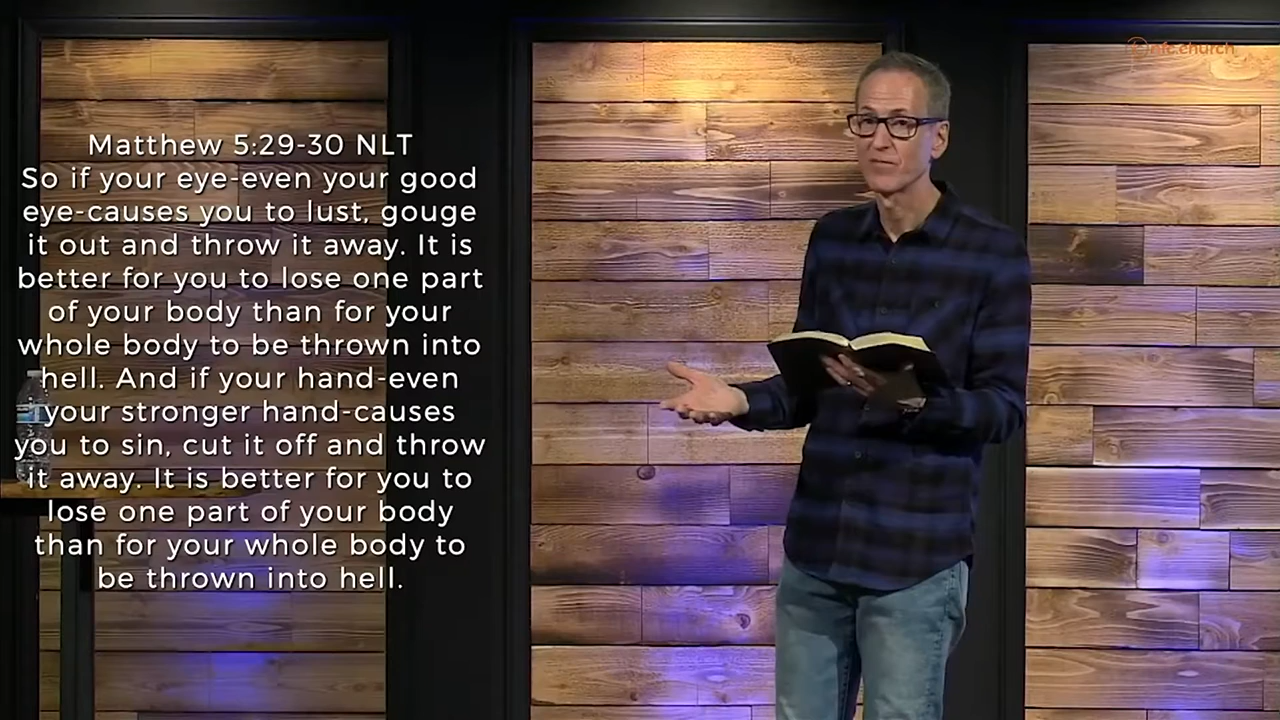 Matthew 5:29-30 NLT
So if your eye-even your good
eye-causes you to lust, gouge
it out and throw it away. It is
better for you to lose one part
of your body than for your
whole body to be thrown into
hell. And if your hand-even
your stronger hand-causes
you to sin, cut it off and throw
it away. It is better for you to
lose one part of your body
than for your whole body to
be thrown into hell.
efc.church